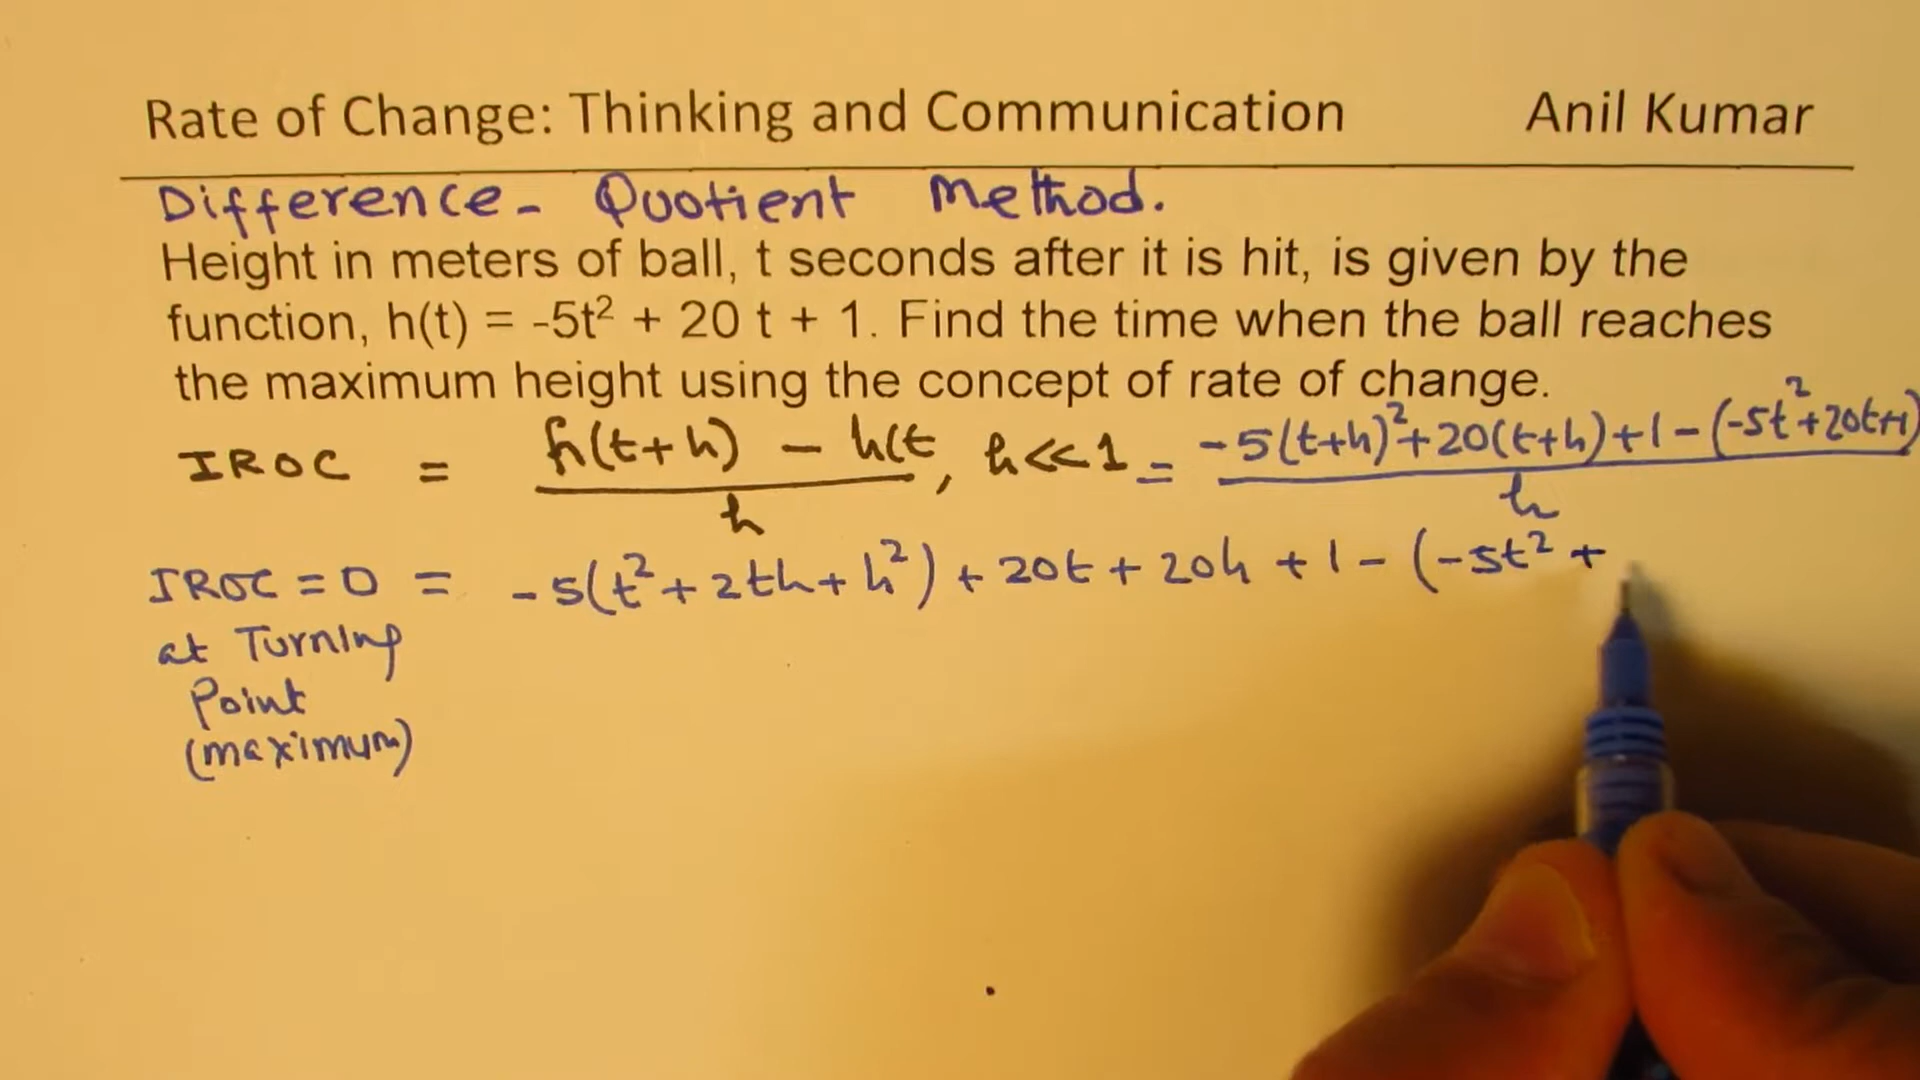 Rate of Change: Thinking and Communication Anil Kumar
Difference - Quotient Method.
Height in meters of ball, t seconds after it is hit, is given by the
function, h(t) = -5t² + 20 t + 1. Find the time when the ball reaches
the maximum height using the concept of rate of change.
IROC = \frac{h(t+h) - h(t}{h}, h<<1 = \frac{-5(t+h)²+20(t+h)+1-(-5t²+20t+1)}{h}
IROC = 0 = -5(t²+2th+h²) + 20t + 20h + 1 - (-5t² +
at Turning
Point
(maximum)